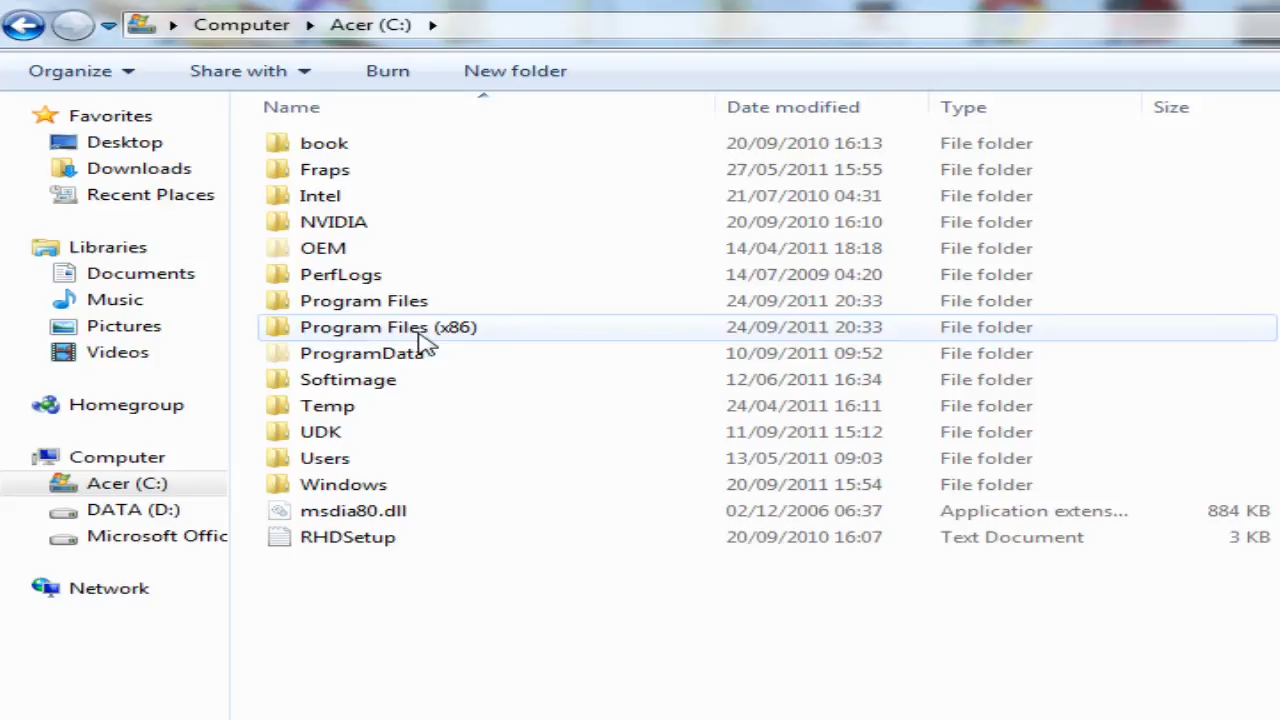 Computer Acer (C:)
Organize Share with Burn New folder
Name Date modified Type Size
Favorites
Desktop
Downloads
Recent Places
Libraries
Documents
Music
Pictures
Videos
Homegroup
Computer
Acer (C:)
DATA (D:)
Microsoft Offic
Network
book 20/09/2010 16:13 File folder
Fraps 27/05/2011 15:55 File folder
Intel 21/07/2010 04:31 File folder
NVIDIA 20/09/2010 16:10 File folder
OEM 14/04/2011 18:18 File folder
PerfLogs 14/07/2009 04:20 File folder
Program Files 24/09/2011 20:33 File folder
Program Files (x86) 24/09/2011 20:33 File folder
ProgramData 10/09/2011 09:52 File folder
Softimage 12/06/2011 16:34 File folder
Temp 24/04/2011 16:11 File folder
UDK 11/09/2011 15:12 File folder
Users 13/05/2011 09:03 File folder
Windows 20/09/2011 15:54 File folder
msdia80.dll 02/12/2006 06:37 Application extens... 884 KB
RHDSetup 20/09/2010 16:07 Text Document 3 KB